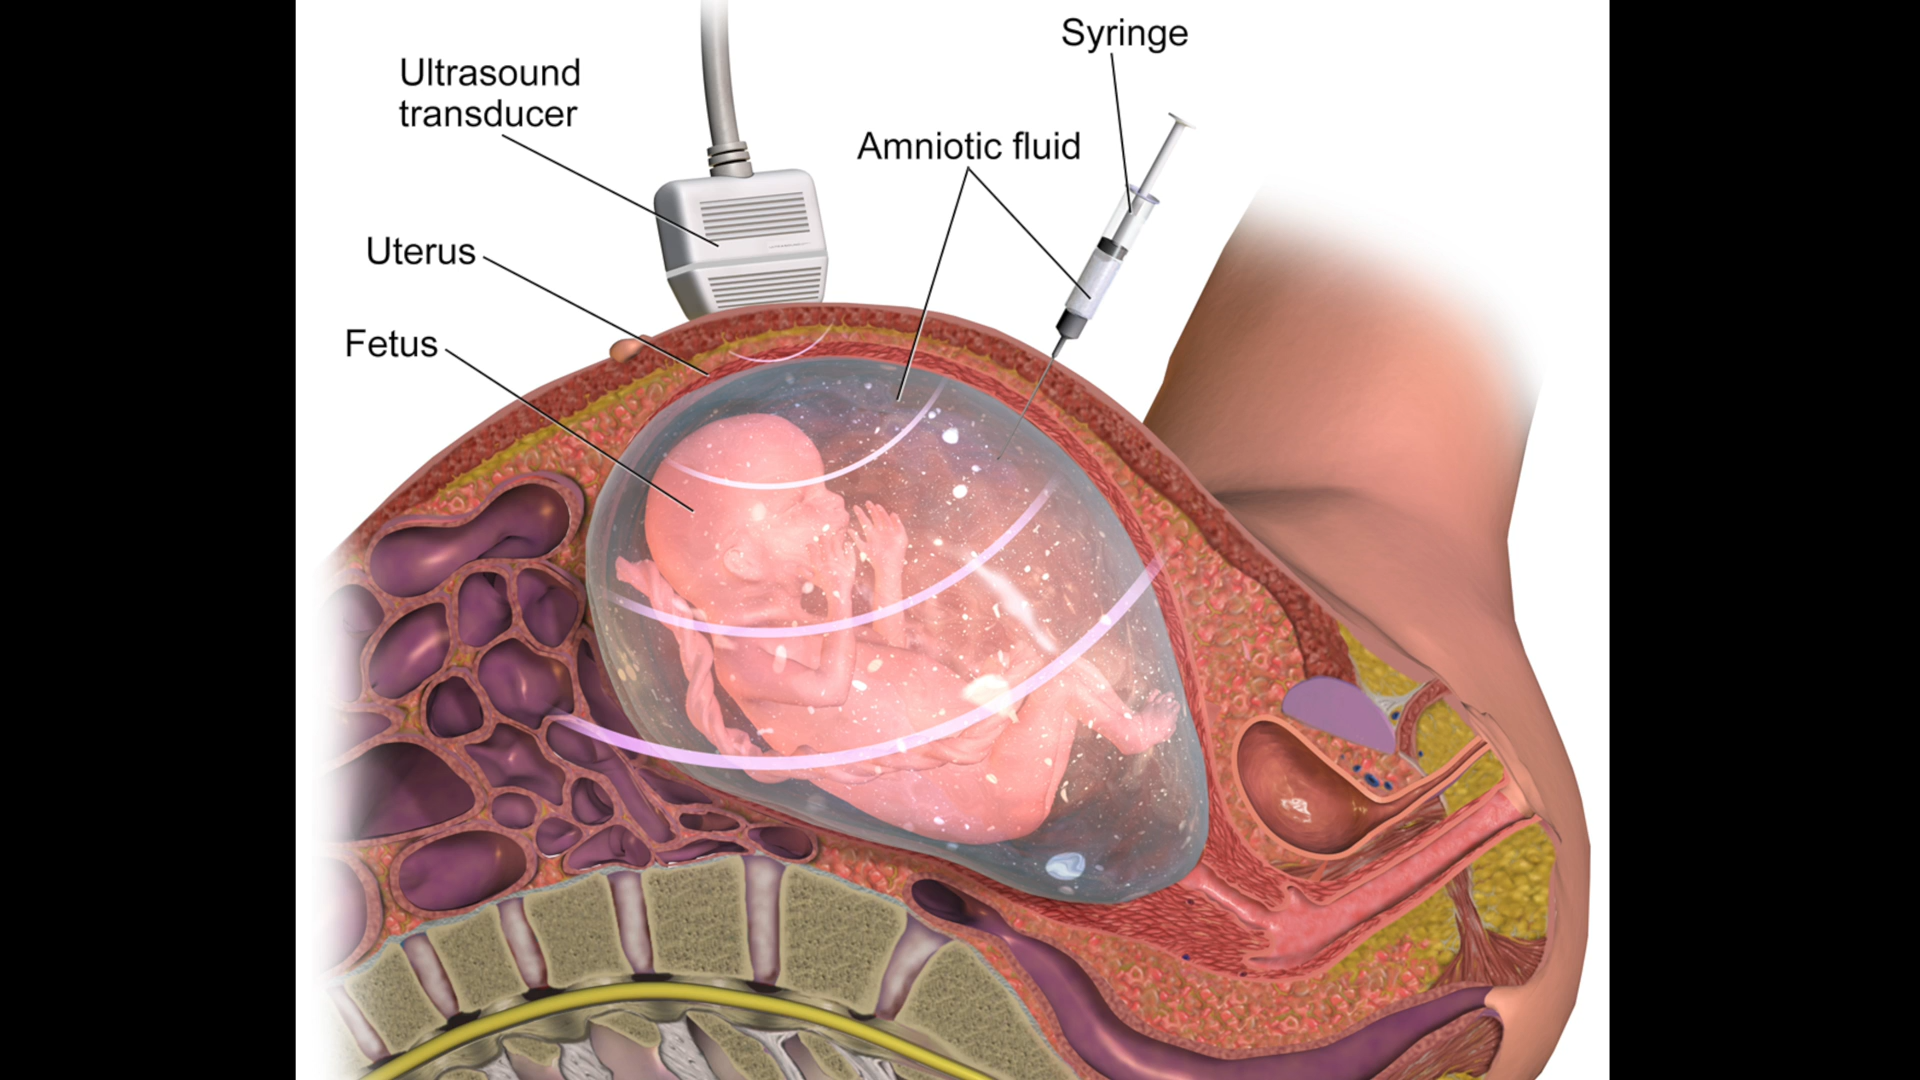 Syringe
Ultrasound
transducer
Amniotic fluid
Uterus
Fetus